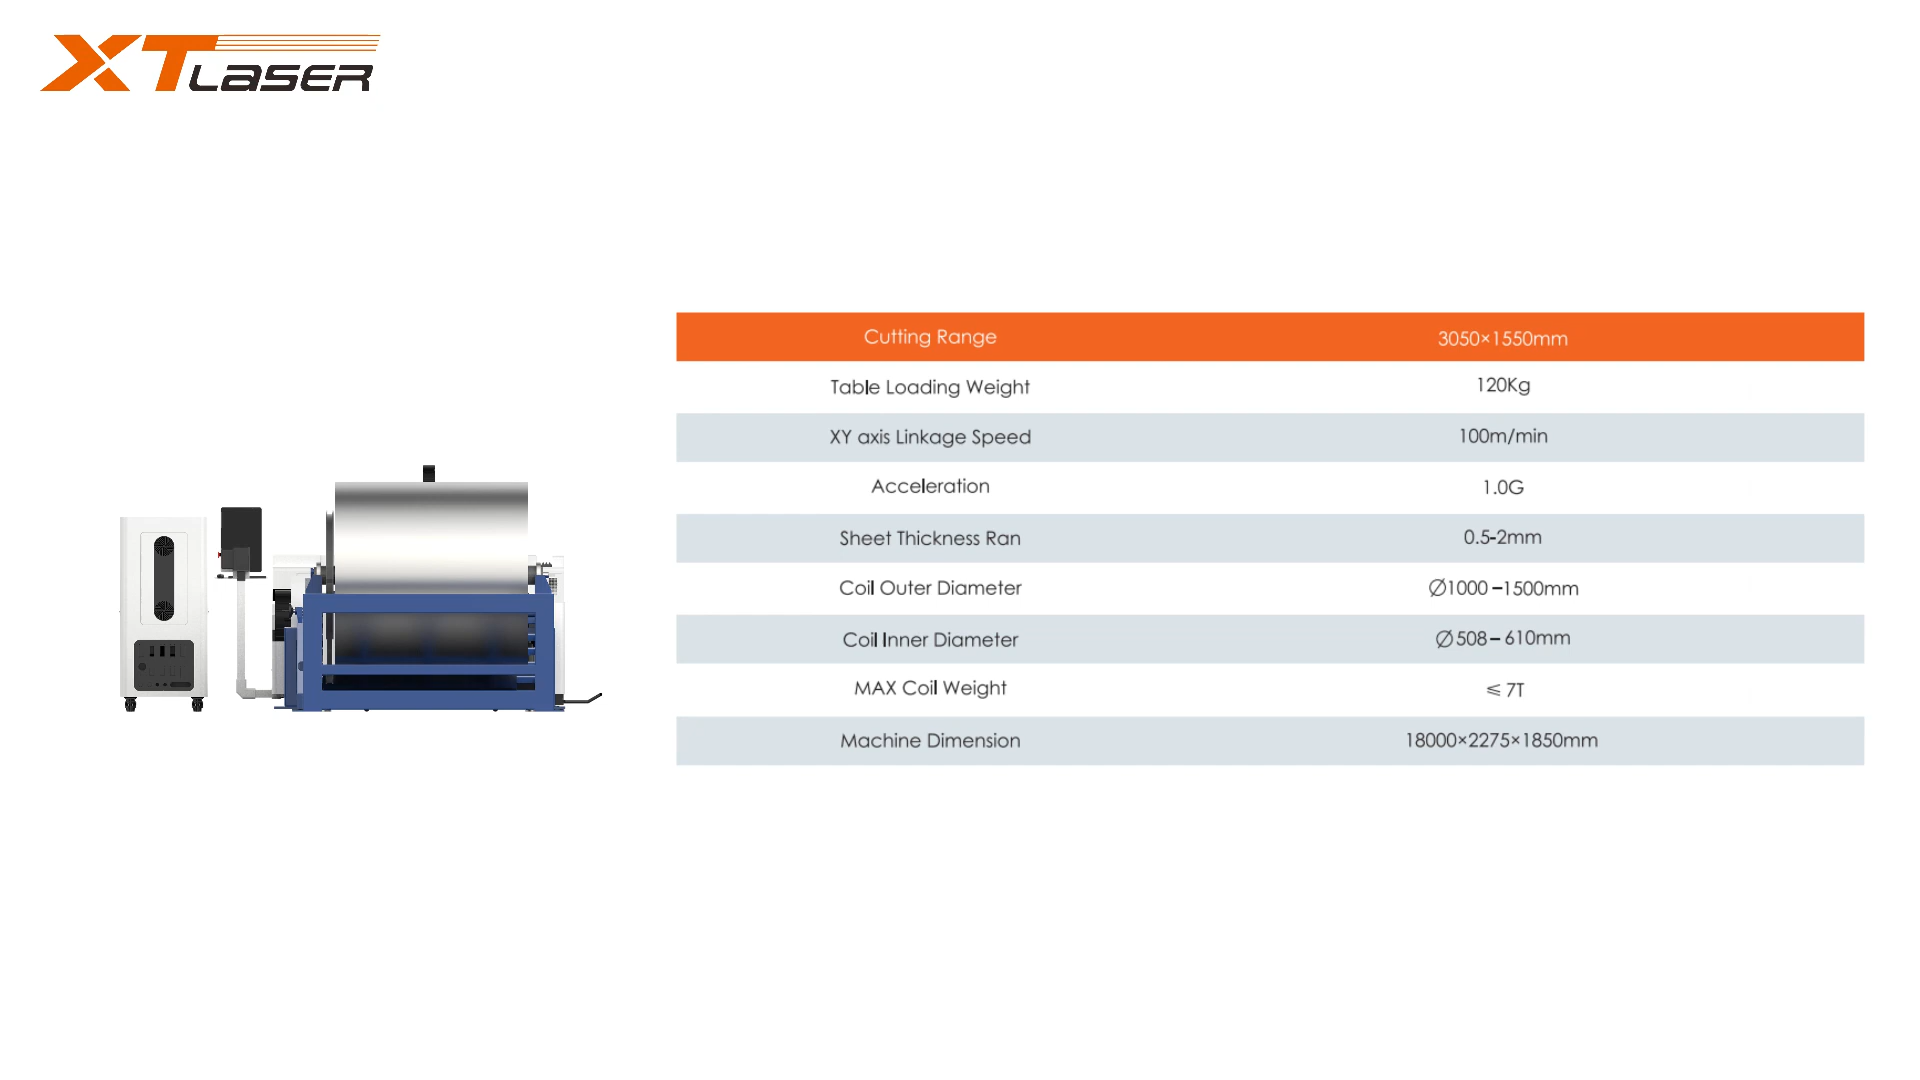 XT LASER
Cutting Range 3050×1550mm
Table Loading Weight 120Kg
XY axis Linkage Speed 100m/min
Acceleration 1.0G
Sheet Thickness Ran 0.5-2mm
Coil Outer Diameter ∅1000–1500mm
Coil Inner Diameter ∅508–610mm
MAX Coil Weight ⩽ 7T
Machine Dimension 18000×2275×1850mm